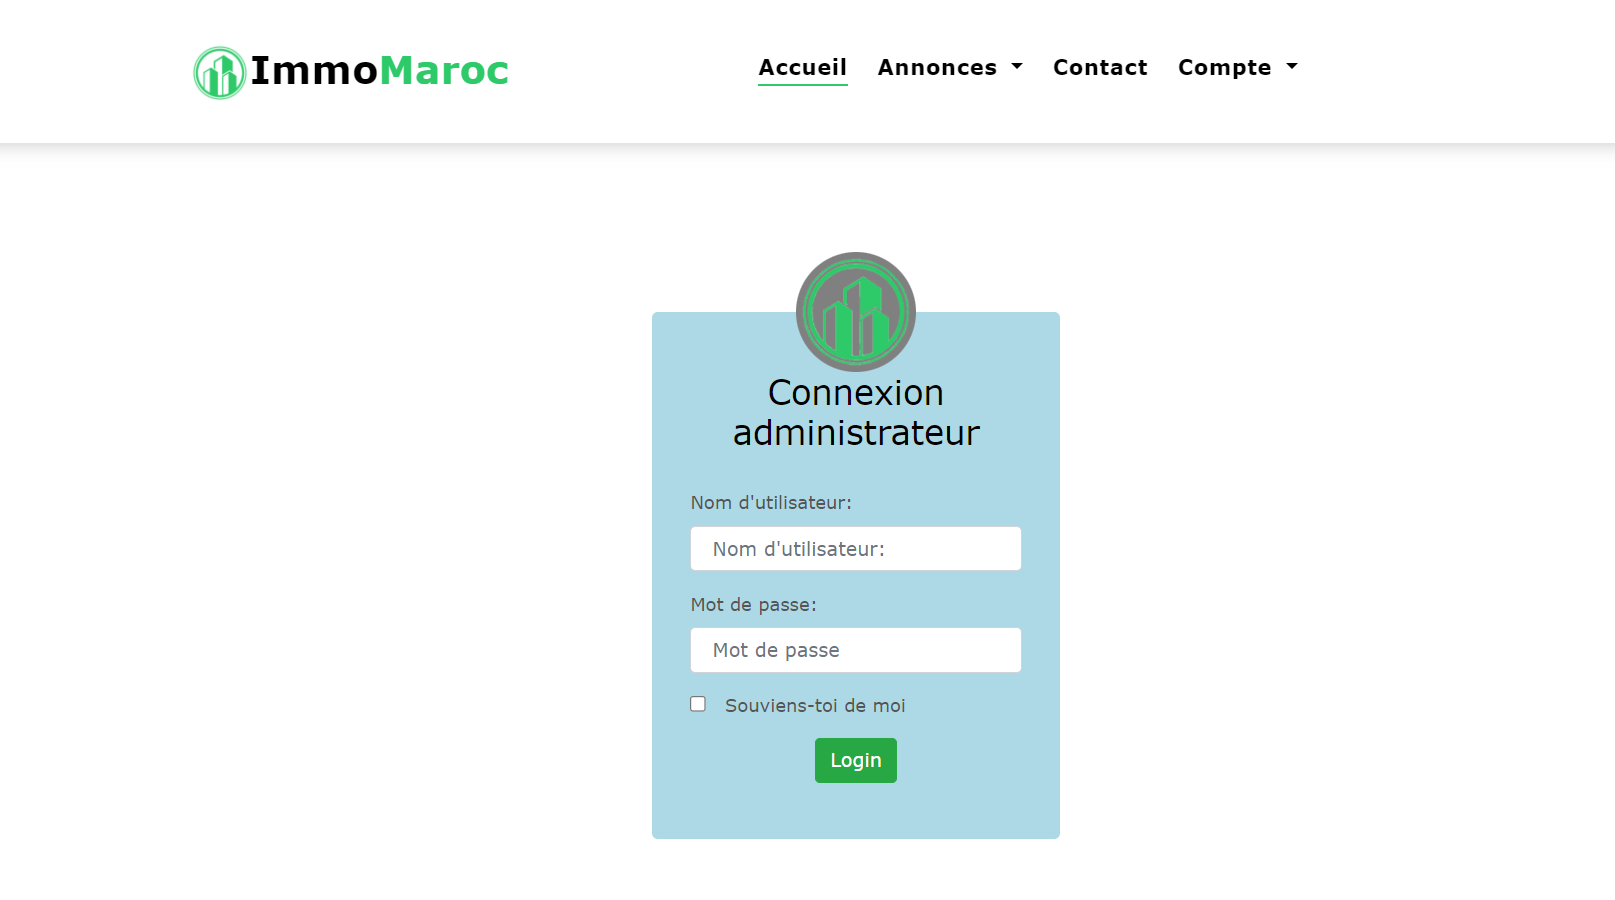 ImmoMaroc
Accueil Annonces Contact Compte
Connexion
administrateur
Nom d'utilisateur:
Nom d'utilisateur:
Mot de passe:
Mot de passe
Souviens-toi de moi
Login